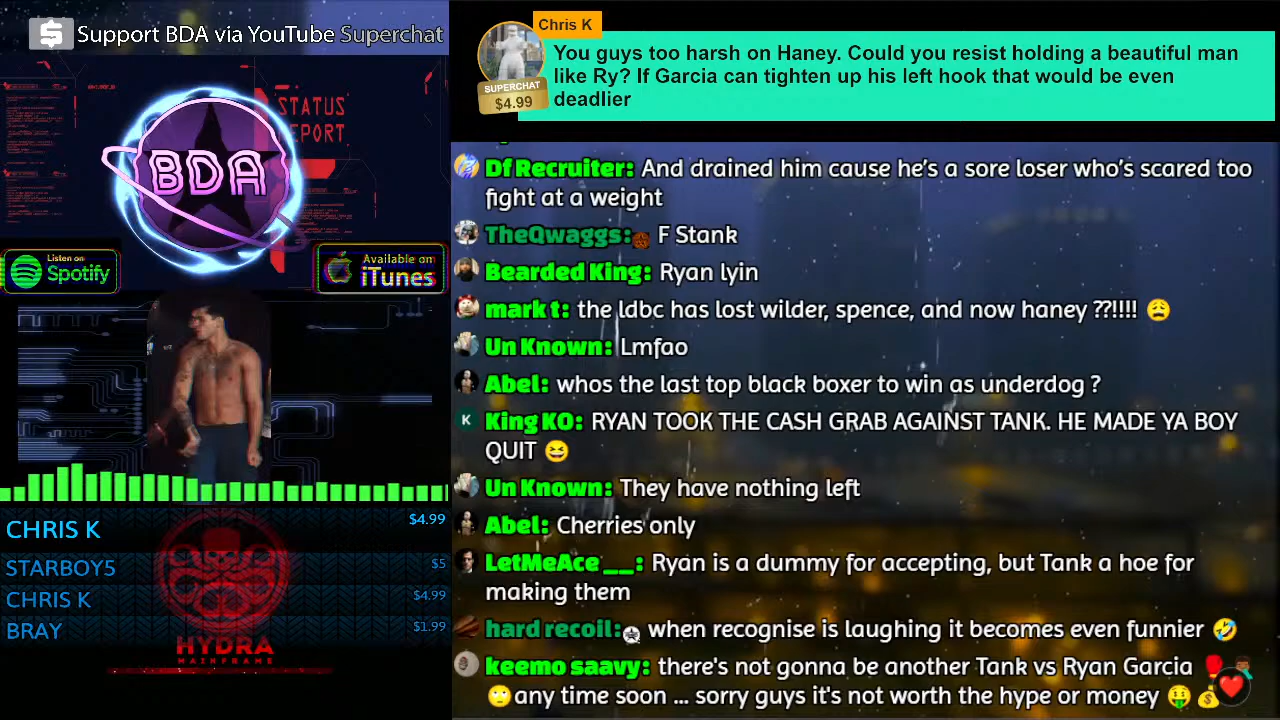 Support BDA via YouTube Superchat
STATUS
REPORT
BDA
Listen on
Spotify
Available on
iTunes
CHRIS K $4.99
STARBOY5 $5
CHRIS K $4.99
BRAY $1.99
HYDRA
MAINFRAME
Chris K
SUPERCHAT
$4.99
You guys too harsh on Haney. Could you resist holding a beautiful man
like Ry? If Garcia can tighten up his left hook that would be even
deadlier
Df Recruiter: And drained him cause he's a sore loser who's scared too
fight at a weight
TheQwaggs: F Stank
Bearded King: Ryan lyin
mark t: the ldbc has lost wilder, spence, and now haney ??!!!! 😩
Un Known: Lmfao
Abel: whos the last top black boxer to win as underdog ?
K King KO: RYAN TOOK THE CASH GRAB AGAINST TANK. HE MADE YA BOY
QUIT 😆
Un Known: They have nothing left
Abel: Cherries only
LetMeAce__: Ryan is a dummy for accepting, but Tank a hoe for
making them
hard recoil: when recognise is laughing it becomes even funnier 🤣
keemo saavy: there's not gonna be another Tank vs Ryan Garcia
🙄any time soon ... sorry guys it's not worth the hype or money 🤑💰